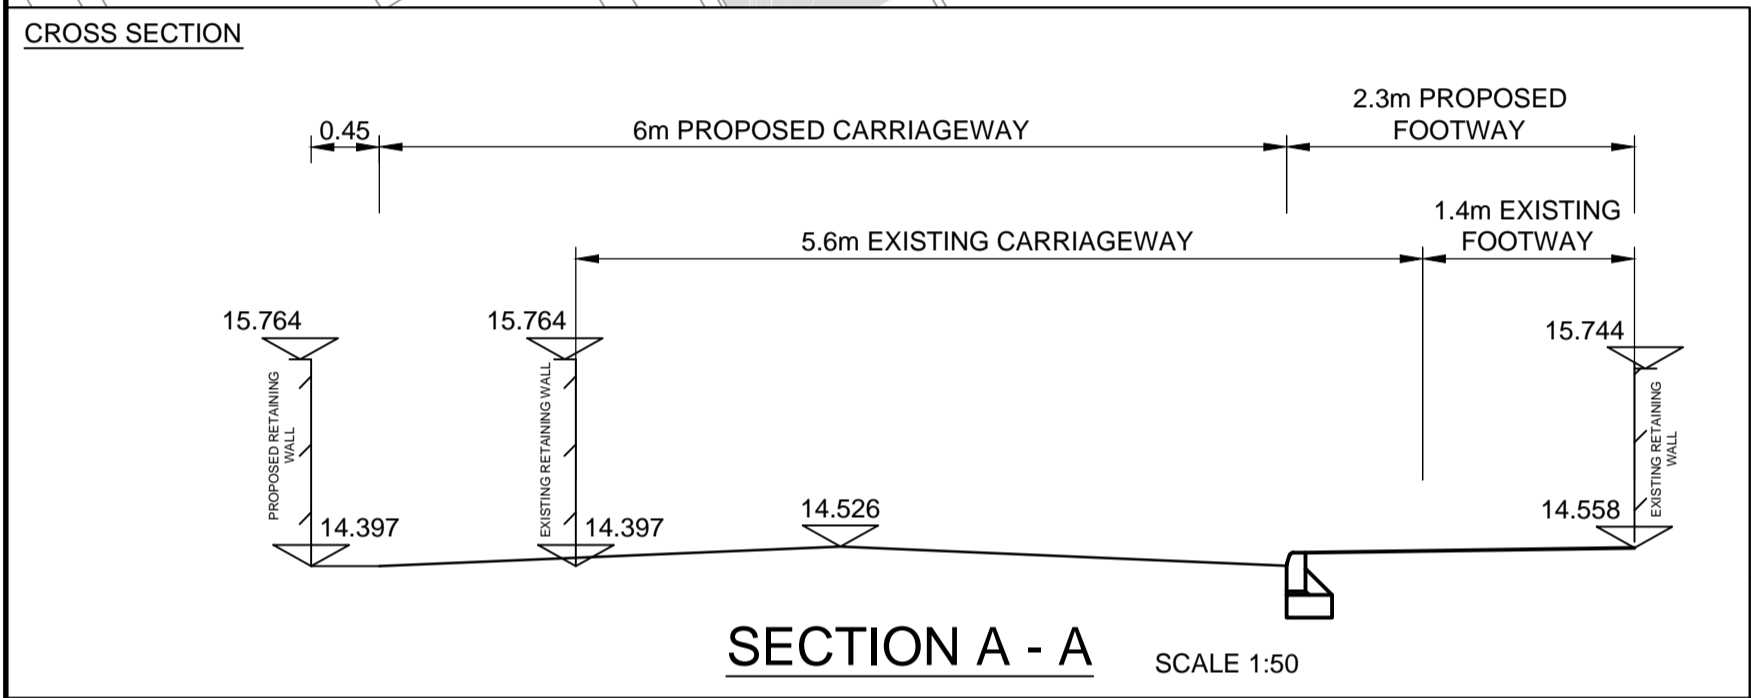 CROSS SECTION
0.45
6m PROPOSED CARRIAGEWAY
2.3m PROPOSED
FOOTWAY
5.6m EXISTING CARRIAGEWAY
1.4m EXISTING
FOOTWAY
15.764
15.764
15.744
PROPOSED RETAINING
WALL
EXISTING RETAINING WALL
EXISTING RETAINING
WALL
14.397
14.397
14.526
14.558
SECTION A - A
SCALE 1:50